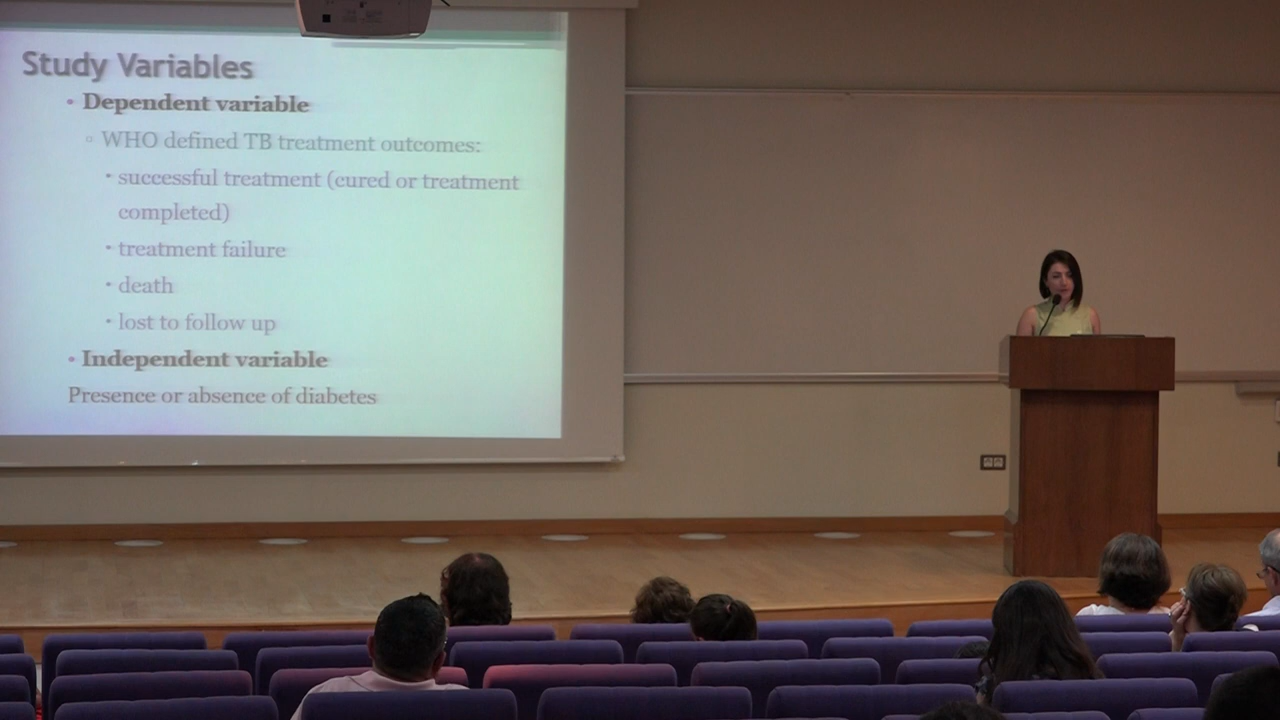 Study Variables
• Dependent variable
▫ WHO defined TB treatment outcomes:
• successful treatment (cured or treatment
completed)
• treatment failure
• death
• lost to follow up
• Independent variable
Presence or absence of diabetes